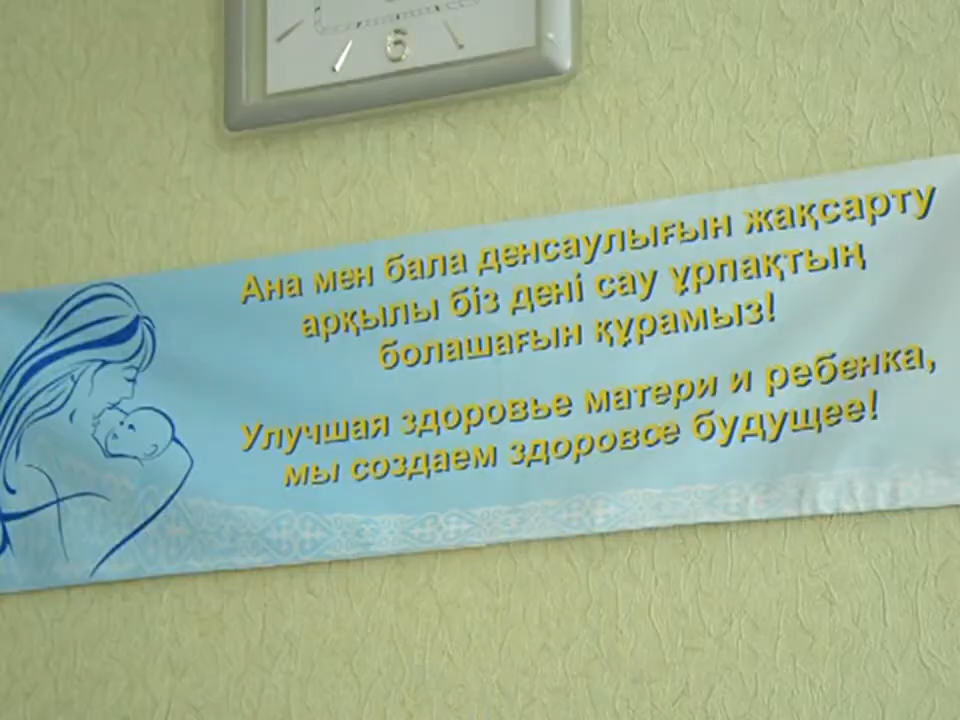 6
Ана мен бала денсаулығын жақсарту
арқылы біз дені сау ұрпақтың
болашағын құрамыз!
Улучшая здоровье матери и ребенка,
мы создаем здоровое будущее!